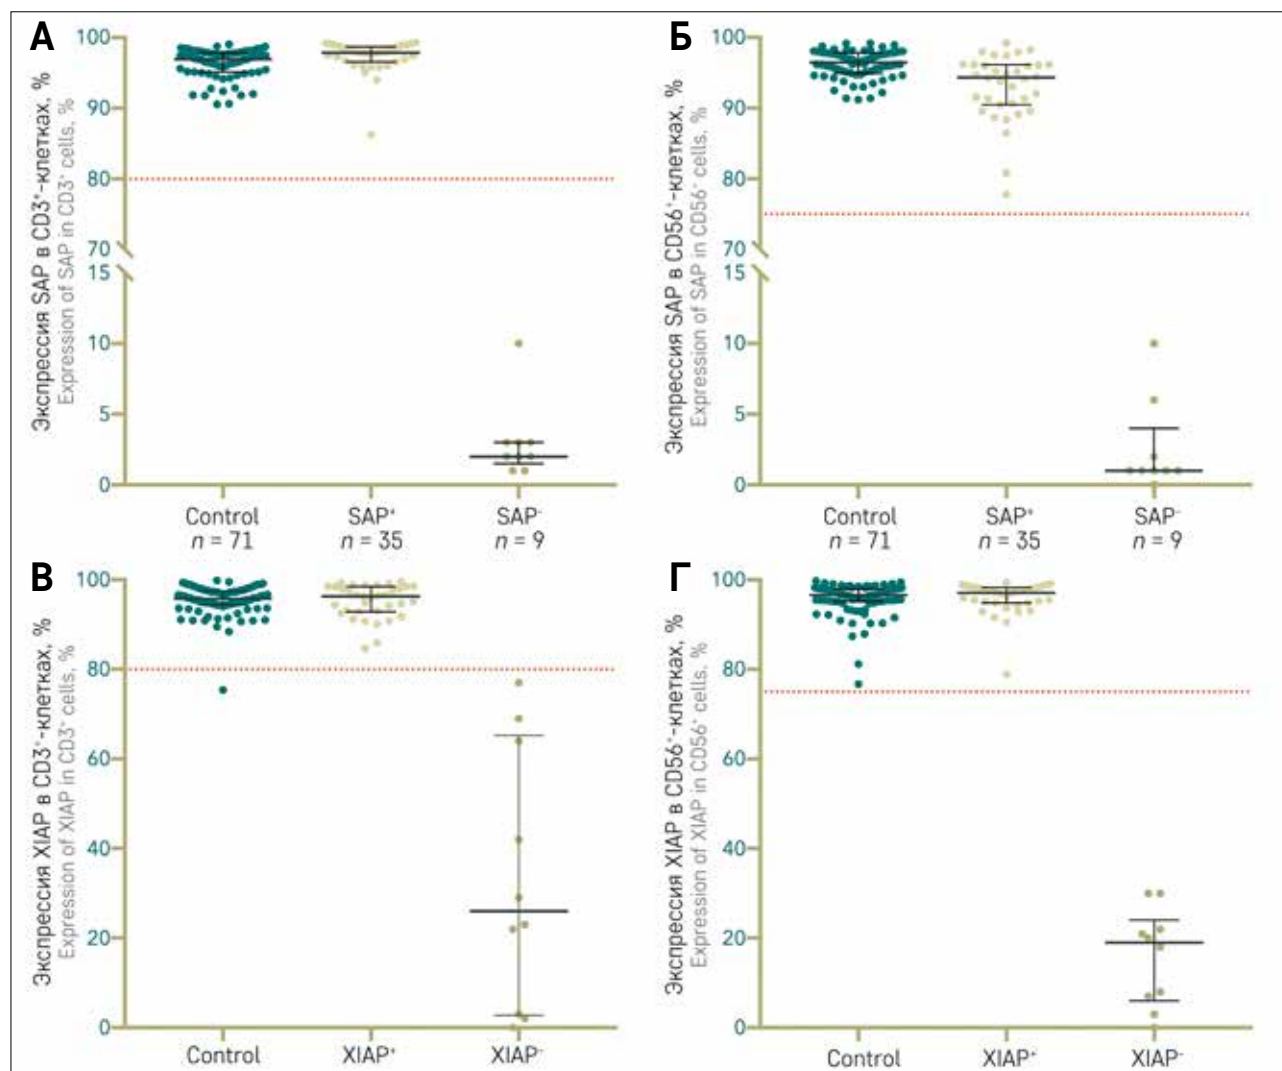 А
Экспрессия SAP в CD3⁺-клетках, %
Expression of SAP in CD3⁺ cells, %
100
90
80
70
15
10
5
0
Control
n = 71
SAP⁺
n = 35
SAP⁻
n = 9
Б
Экспрессия SAP в CD56⁺-клетках, %
Expression of SAP in CD56⁺ cells, %
100
90
80
70
15
10
5
0
Control
n = 71
SAP⁺
n = 35
SAP⁻
n = 9
В
Экспрессия XIAP в CD3⁺-клетках, %
Expression of XIAP in CD3⁺ cells, %
100
80
60
40
20
0
Control
XIAP⁺
XIAP⁻
Г
Экспрессия XIAP в CD56⁺-клетках, %
Expression of XIAP in CD56⁺ cells, %
100
80
60
40
20
0
Control
XIAP⁺
XIAP⁻